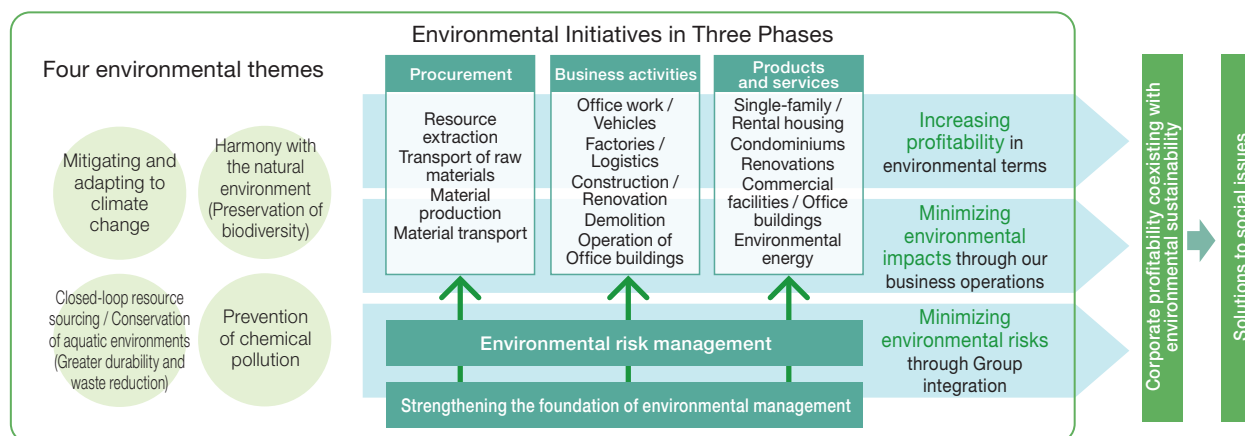 Environmental Initiatives in Three Phases
Four environmental themes
Mitigating and
adapting to
climate
change
Harmony with
the natural
environment
(Preservation of
biodiversity)
Closed-loop resource
sourcing / Conservation
of aquatic environments
(Greater durability and
waste reduction)
Prevention
of chemical
pollution
Procurement
Resource
extraction
Transport of raw
materials
Material
production
Material transport
Business activities
Office work /
Vehicles
Factories /
Logistics
Construction /
Renovation
Demolition
Operation of
Office buildings
Products
and services
Single-family /
Rental housing
Condominiums
Renovations
Commercial
facilities / Office
buildings
Environmental
energy
Environmental risk management
Strengthening the foundation of environmental management
Increasing
profitability in
environmental terms
Minimizing
environmental
impacts through our
business operations
Minimizing
environmental risks
through Group
integration
Corporate profitability coexisting with
environmental sustainability
Solutions to social issues